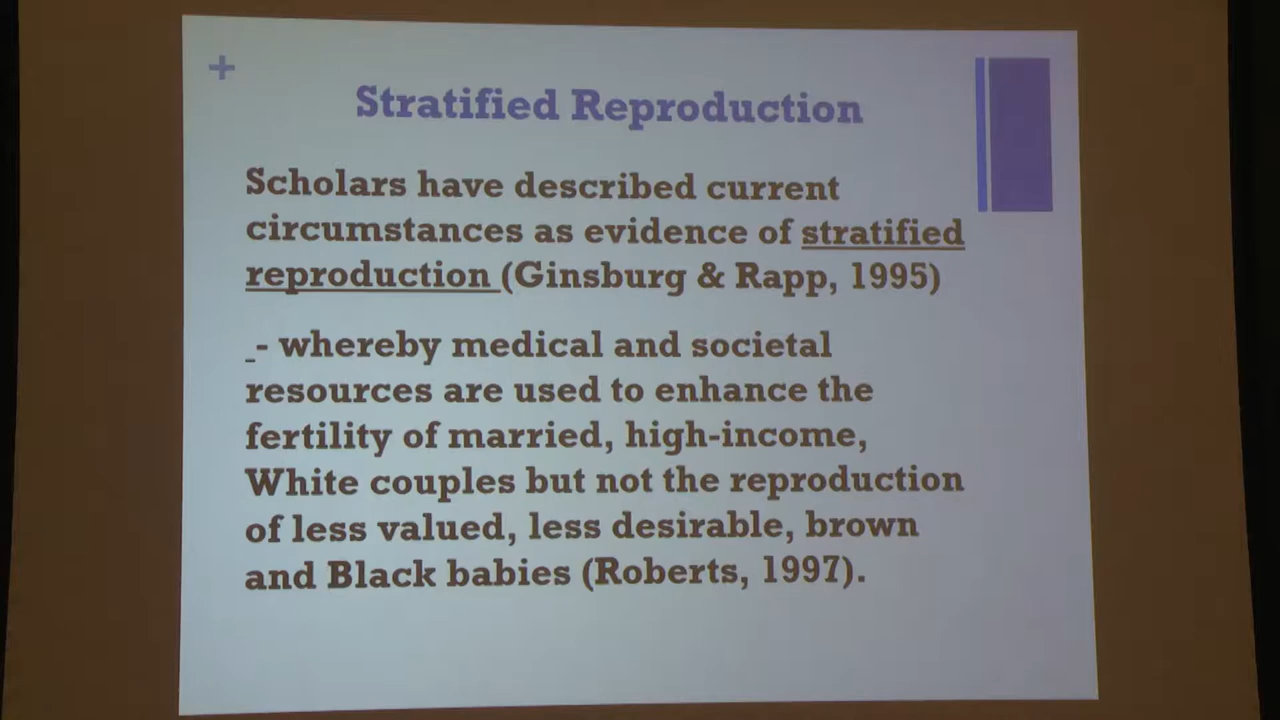 +
Stratified Reproduction
Scholars have described current
circumstances as evidence of stratified
reproduction (Ginsburg & Rapp, 1995)
_- whereby medical and societal
resources are used to enhance the
fertility of married, high-income,
White couples but not the reproduction
of less valued, less desirable, brown
and Black babies (Roberts, 1997).